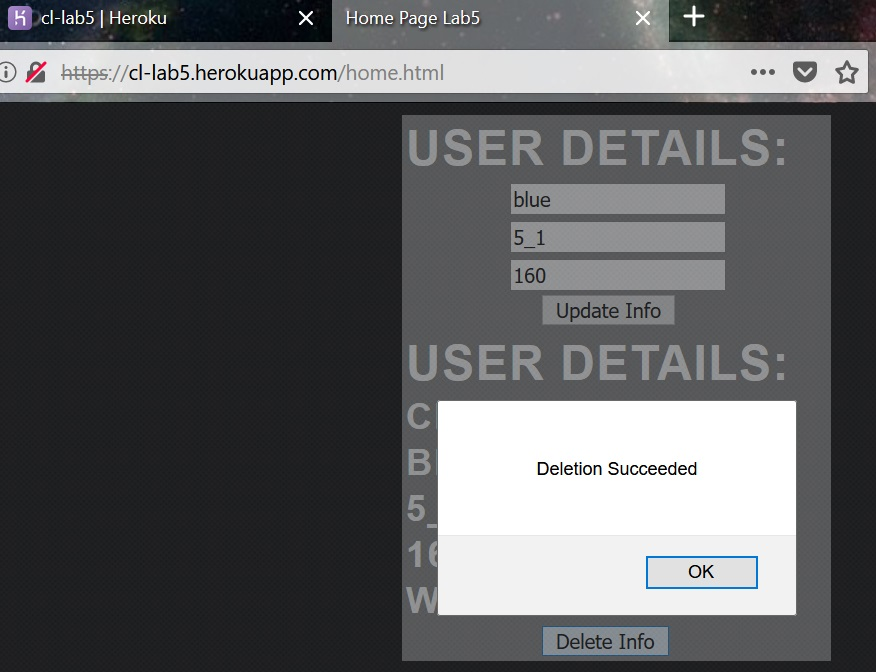 cl-lab5 | Heroku
Home Page Lab5
https://cl-lab5.herokuapp.com/home.html
USER DETAILS:
blue
5_1
160
Update Info
USER DETAILS:
Deletion Succeeded
OK
Delete Info